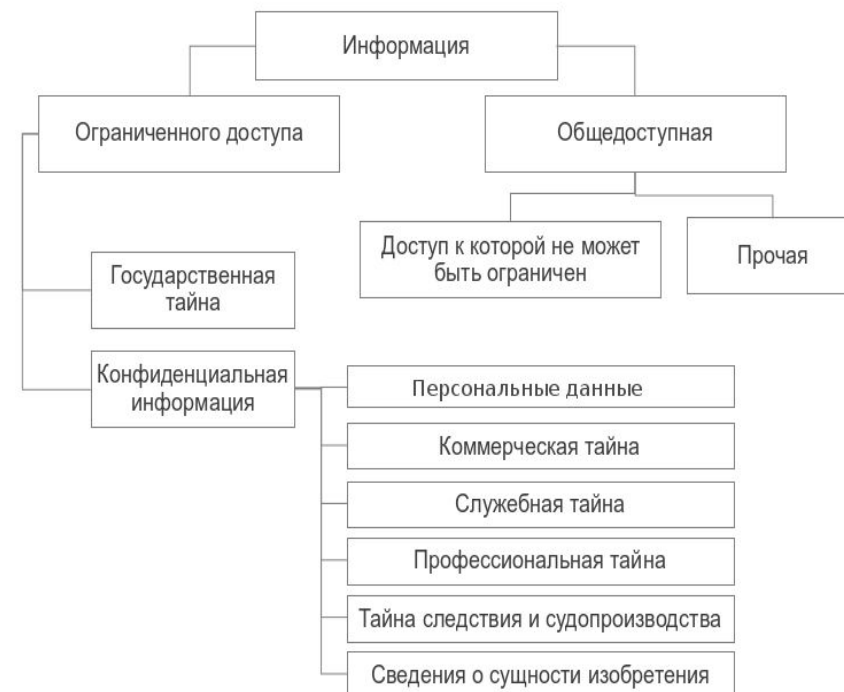 Информация
Ограниченного доступа
Общедоступная
Доступ к которой не может
быть ограничен
Прочая
Государственная
тайна
Конфиденциальная
информация
Персональные данные
Коммерческая тайна
Служебная тайна
Профессиональная тайна
Тайна следствия и судопроизводства
Сведения о сущности изобретения